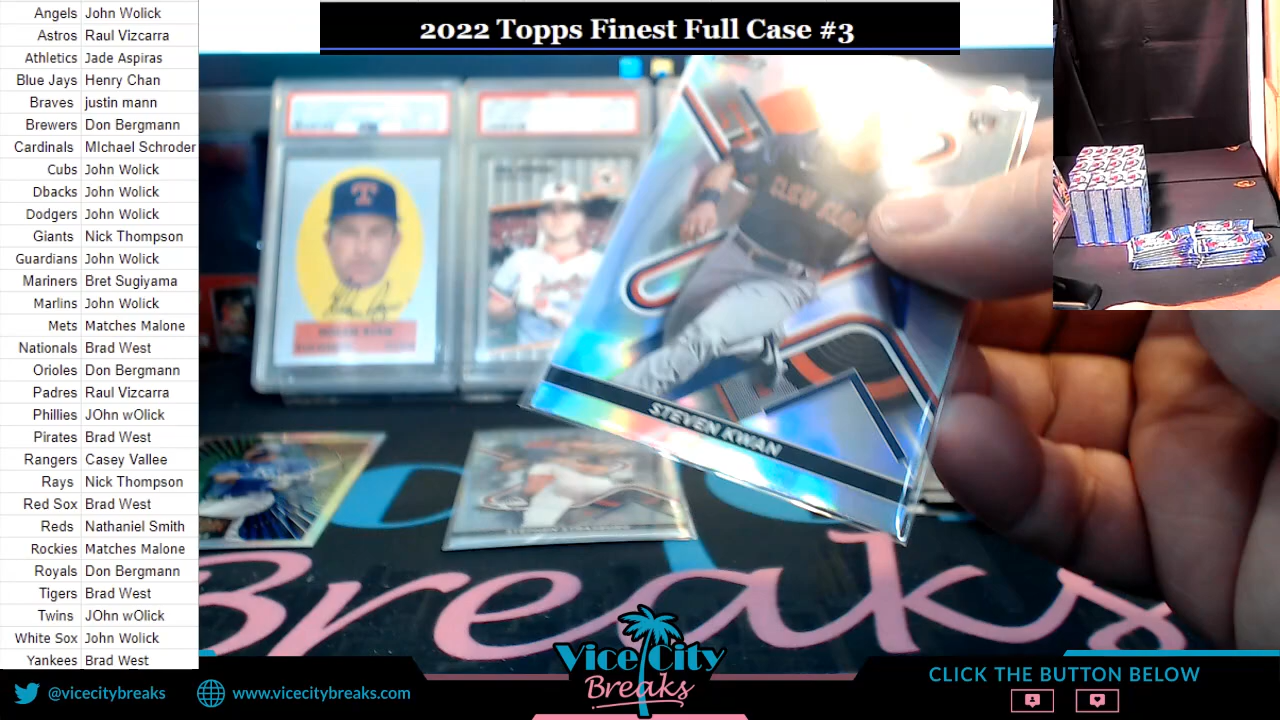 2022 Topps Finest Full Case #3
Angels John Wolick
Astros Raul Vizcarra
Athletics Jade Aspiras
Blue Jays Henry Chan
Braves justin mann
Brewers Don Bergmann
Cardinals MIchael Schroder
Cubs John Wolick
Dbacks John Wolick
Dodgers John Wolick
Giants Nick Thompson
Guardians John Wolick
Mariners Bret Sugiyama
Marlins John Wolick
Mets Matches Malone
Nationals Brad West
Orioles Don Bergmann
Padres Raul Vizcarra
Phillies JOhn wOlick
Pirates Brad West
Rangers Casey Vallee
Rays Nick Thompson
Red Sox Brad West
Reds Nathaniel Smith
Rockies Matches Malone
Royals Don Bergmann
Tigers Brad West
Twins JOhn wOlick
White Sox John Wolick
Yankees Brad West
T
STEVEN KWAN
Breaks
Vice City
Breaks
@vicecitybreaks
www.vicecitybreaks.com
CLICK THE BUTTON BELOW